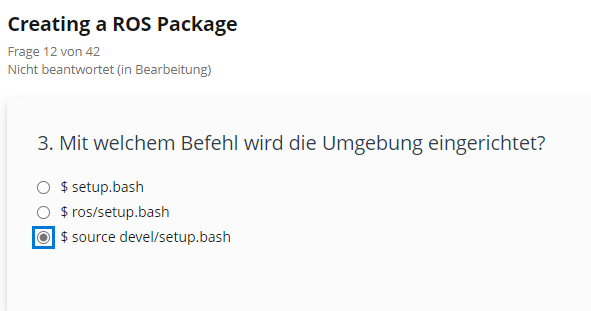 Creating a ROS Package
Frage 12 von 42
Nicht beantwortet (in Bearbeitung)
3. Mit welchem Befehl wird die Umgebung eingerichtet?
$ setup.bash
$ ros/setup.bash
$ source devel/setup.bash